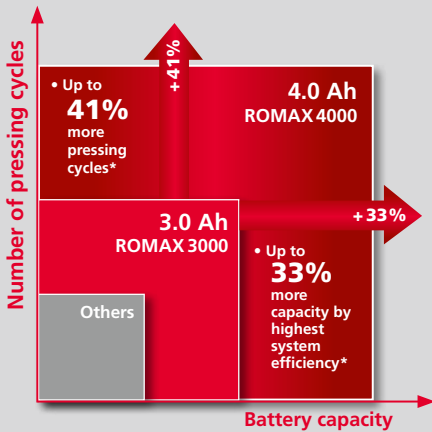 Number of pressing cycles
+41%
• Up to
41%
more
pressing
cycles*
4.0 Ah
ROMAX 4000
3.0 Ah
ROMAX 3000
+33%
• Up to
33%
more
capacity by
highest
system
efficiency*
Others
Battery capacity